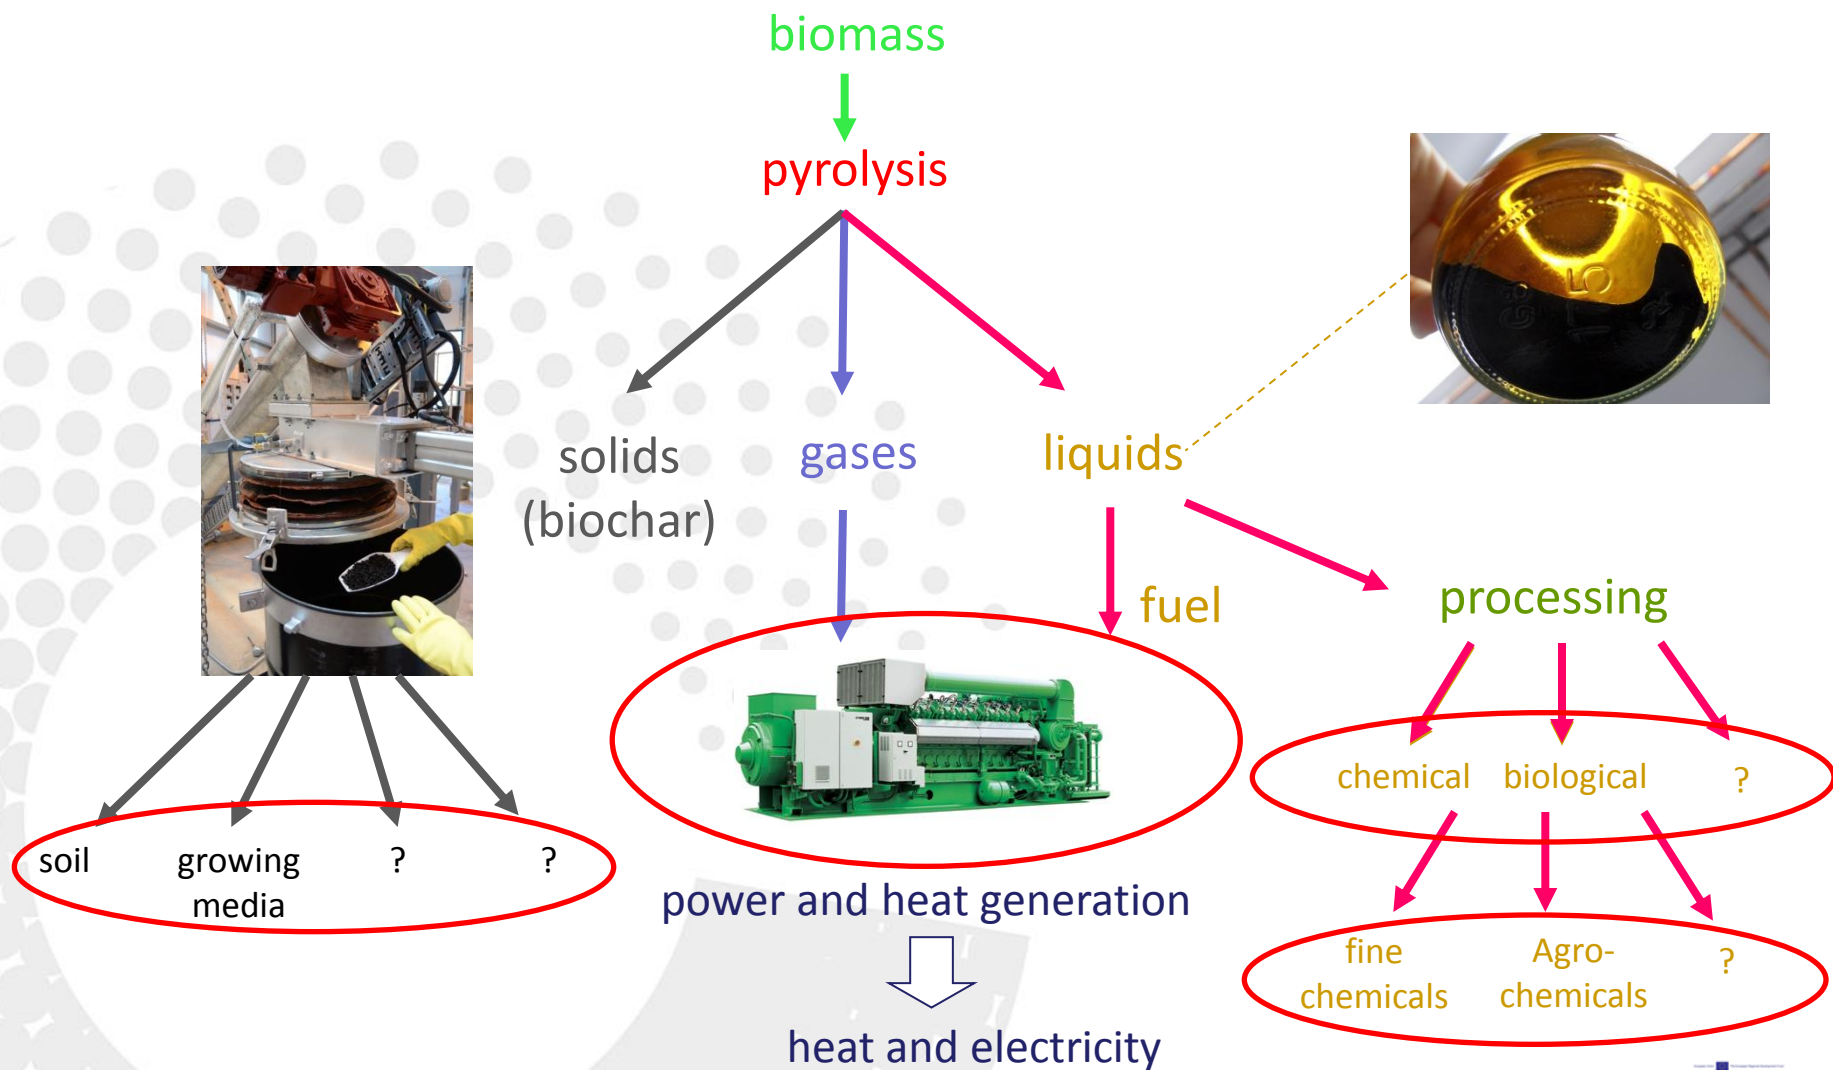 biomass
pyrolysis
solids
(biochar)
gases
liquids
fuel
processing
chemical biological ?
soil growing ? ?
media
power and heat generation
fine Agro- ?
chemicals chemicals
heat and electricity